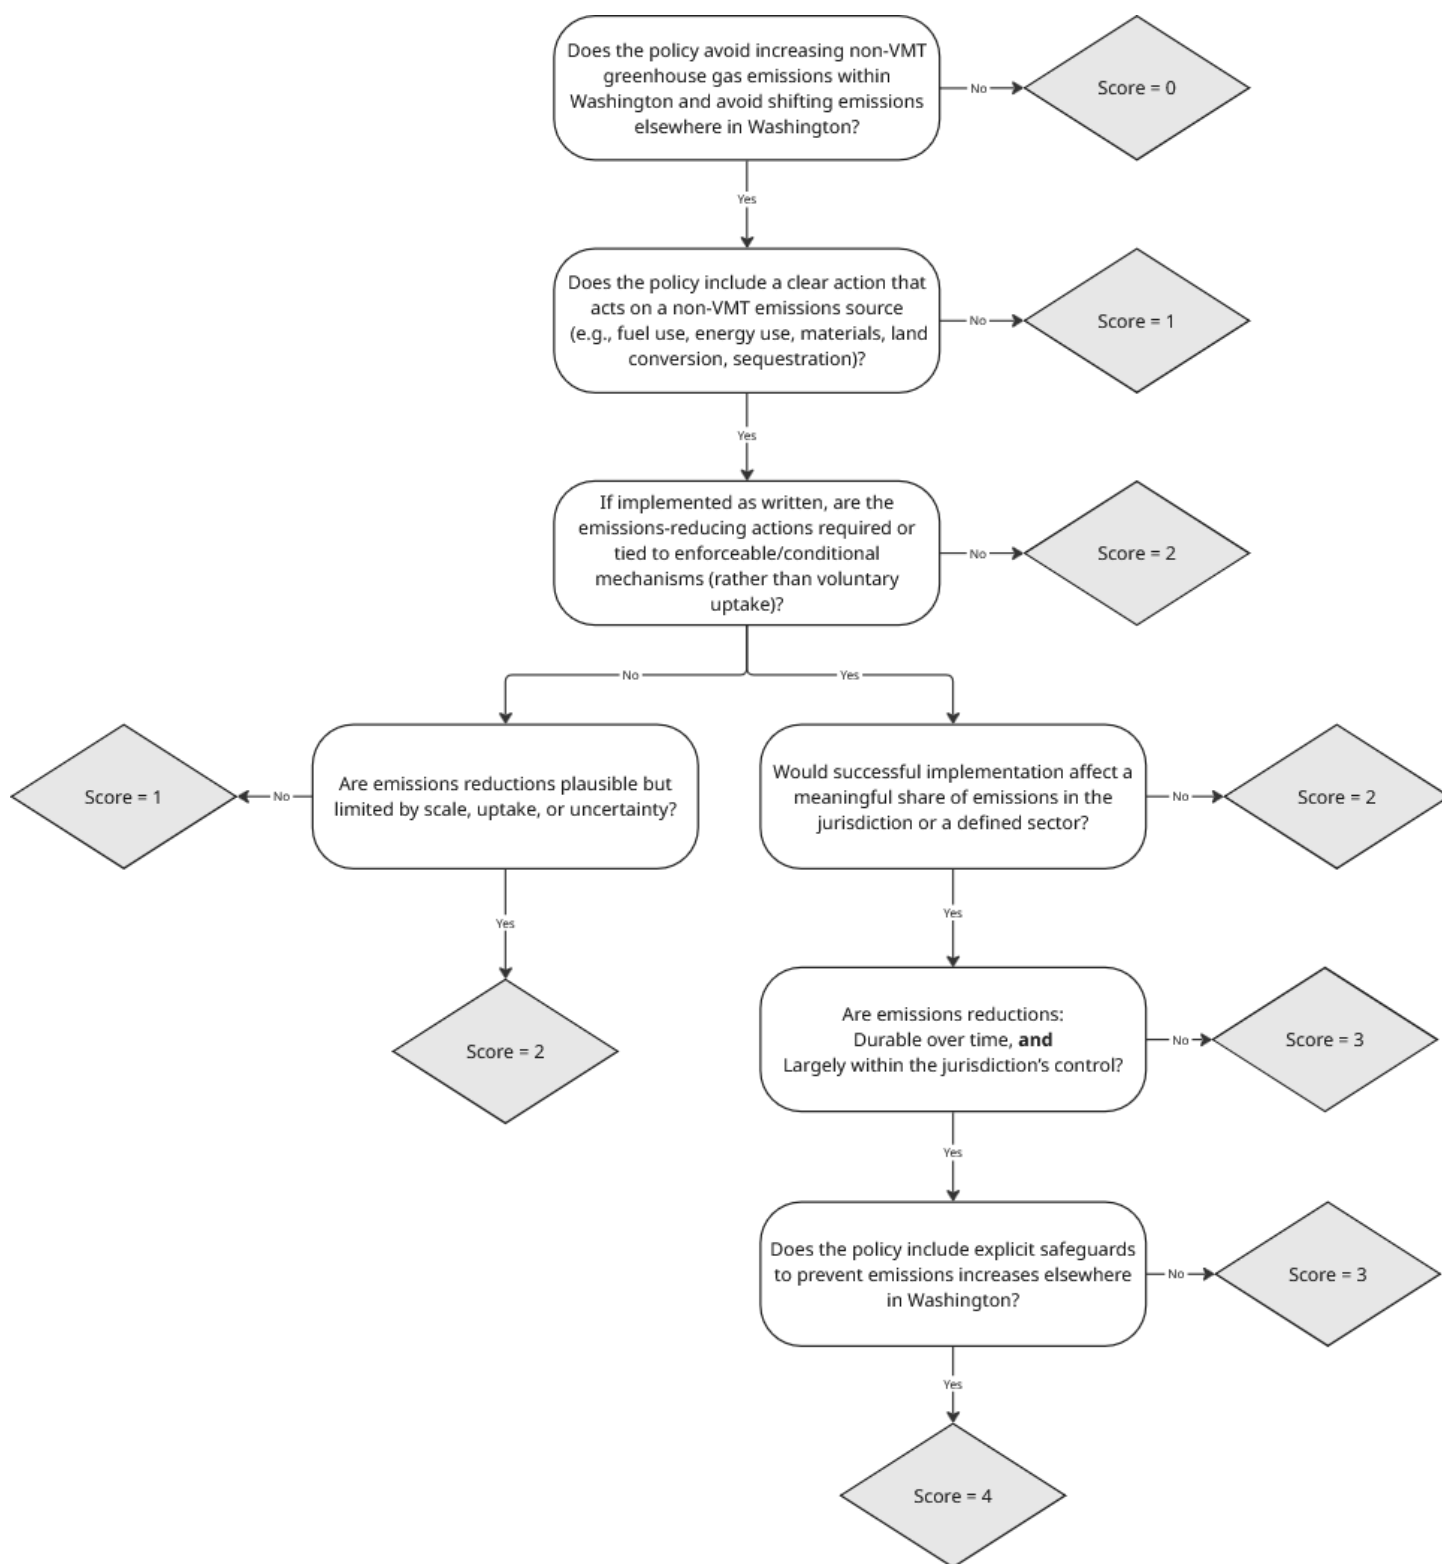 Does the policy avoid increasing non-VMT
greenhouse gas emissions within
Washington and avoid shifting emissions
elsewhere in Washington?
No
Score = 0
Yes
Does the policy include a clear action that
acts on a non-VMT emissions source
(e.g., fuel use, energy use, materials, land
conversion, sequestration)?
No
Score = 1
Yes
If implemented as written, are the
emissions-reducing actions required or
tied to enforceable/conditional
mechanisms (rather than voluntary
uptake)?
No
Score = 2
No
Yes
Score = 1
No
Are emissions reductions plausible but
limited by scale, uptake, or uncertainty?
Would successful implementation affect a
meaningful share of emissions in the
jurisdiction or a defined sector?
No
Score = 2
Yes
Score = 2
Yes
Are emissions reductions:
Durable over time, and
Largely within the jurisdiction's control?
No
Score = 3
Yes
Does the policy include explicit safeguards
to prevent emissions increases elsewhere
in Washington?
No
Score = 3
Yes
Score = 4